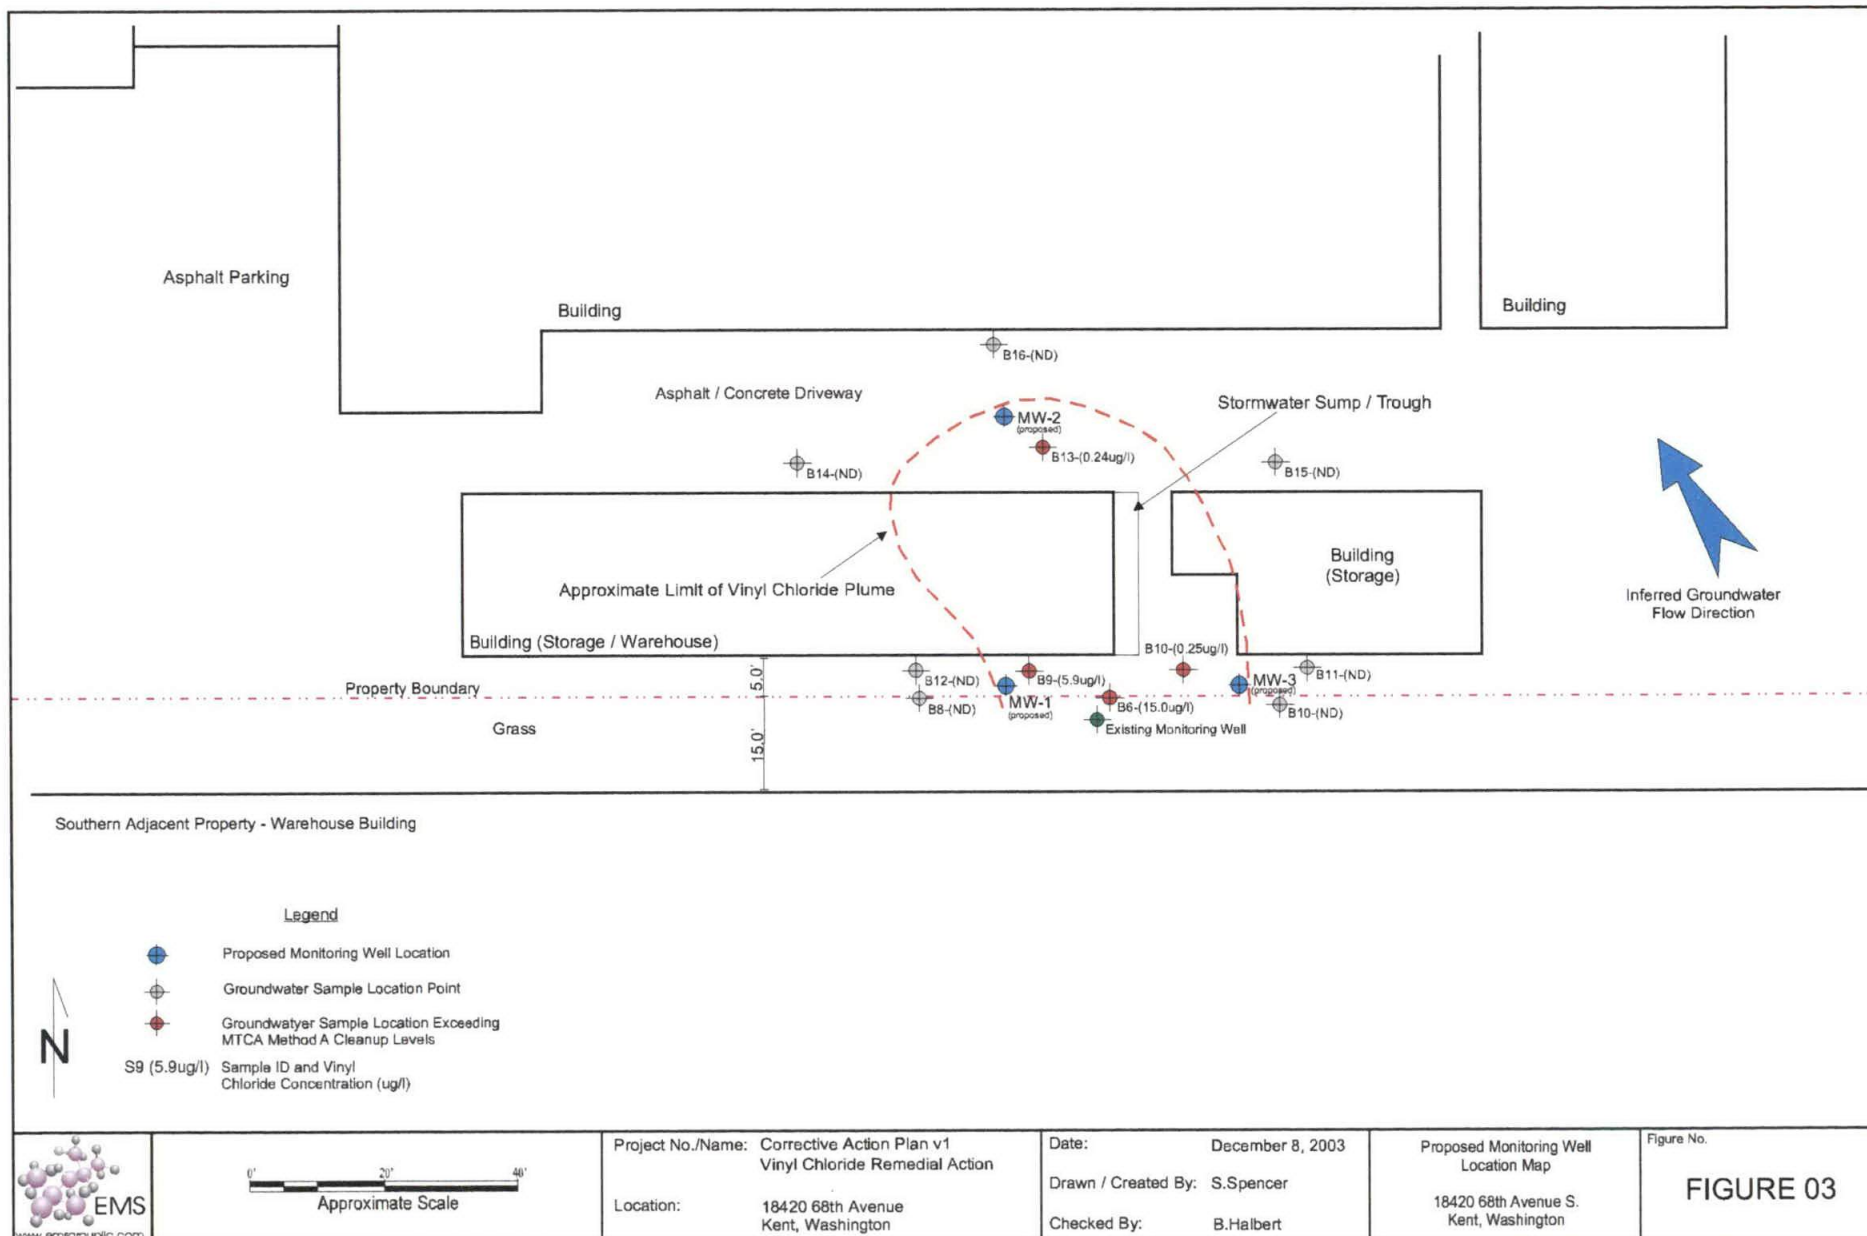 Asphalt Parking
Building
Building
B16-(ND)
Asphalt / Concrete Driveway
Stormwater Sump / Trough
MW-2
(proposed)
B13-(0.24ug/l)
B14-(ND)
B15-(ND)
Building
(Storage)
Approximate Limit of Vinyl Chloride Plume
Inferred Groundwater
Flow Direction
Building (Storage / Warehouse)
B10-(0.25ug/l)
B12-(ND)
B9-(5.9ug/l)
MW-3
(proposed)
B11-(ND)
5.0'
Property Boundary
B8-(ND)
MW-1
(proposed)
B6-(15.0ug/l)
B10-(ND)
Grass
Existing Monitoring Well
15.0'
Southern Adjacent Property - Warehouse Building
Legend
Proposed Monitoring Well Location
Groundwater Sample Location Point
Groundwatyer Sample Location Exceeding
MTCA Method A Cleanup Levels
S9 (5.9ug/l) Sample ID and Vinyl
Chloride Concentration (ug/l)
N
EMS
www.emsgroupllc.com
0' 20' 40'
Approximate Scale
Project No./Name: Corrective Action Plan v1
Vinyl Chloride Remedial Action
Location: 18420 68th Avenue
Kent, Washington
Date: December 8, 2003
Drawn / Created By: S.Spencer
Checked By: B.Halbert
Proposed Monitoring Well
Location Map
18420 68th Avenue S.
Kent, Washington
Figure No.
FIGURE 03